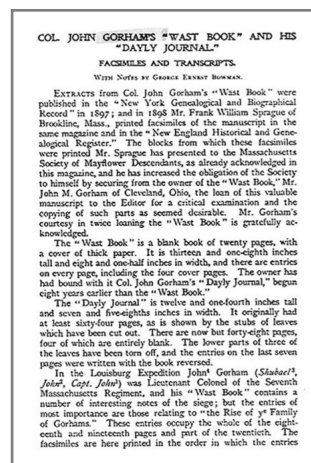 COL. JOHN GORHAM'S "WAST BOOK" AND HIS
"DAYLY JOURNAL."
FACSIMILES AND TRANSCRIPTS.
WITH NOTES BY GEORGE ERNEST BOWMAN.
EXTRACTS from Col. John Gorham's "Wast Book" were
published in the "New York Genealogical and Biographical
Record" in 1897; and in 1898 Mr. Frank William Sprague of
Brookline, Mass., printed facsimiles of the manuscript in the
same magazine and in the "New England Historical and Gene-
alogical Register." The blocks from which these facsimiles
were printed Mr. Sprague has presented to the Massachusetts
Society of Mayflower Descendants, as already acknowledged in
this magazine, and he has increased the obligation of the Society
to himself by securing from the owner of the "Wast Book," Mr.
John M. Gorham of Cleveland, Ohio, the loan of this valuable
manuscript to the Editor for a critical examination and the
copying of such parts as seemed desirable. Mr. Gorham's
courtesy in twice loaning the "Wast Book" is gratefully ac-
knowledged.
The "Wast Book" is a blank book of twenty pages, with
a cover of thick paper. It is thirteen and one-eighth inches
tall and eight and one-half inches in width, and there are entries
on every page, including the four cover pages. The owner has
had bound with it Col. John Gorham's "Dayly Journal," begun
eight years earlier than the "Wast Book."
The "Dayly Journal" is twelve and one-fourth inches tall
and seven and five-eighths inches in width. It originally had
at least sixty-four pages, as is shown by the stubs of leaves
which have been cut out. There are now but forty-eight pages,
four of which are entirely blank. The lower parts of three of
the leaves have been torn off, and the entries on the last seven
pages were written with the book reversed.
In the Louisburg Expedition John⁴ Gorham (Shubael³,
John², Capt. John¹) was Lieutenant Colonel of the Seventh
Massachusetts Regiment, and his "Wast Book" contains a
number of interesting notes of the siege; but the entries of
most importance are those relating to "the Rise of yᵉ Family
of Gorhams." These entries occupy the whole of the eight-
eenth and nineteenth pages and part of the twentieth. The
facsimiles are here printed in the order in which the entries